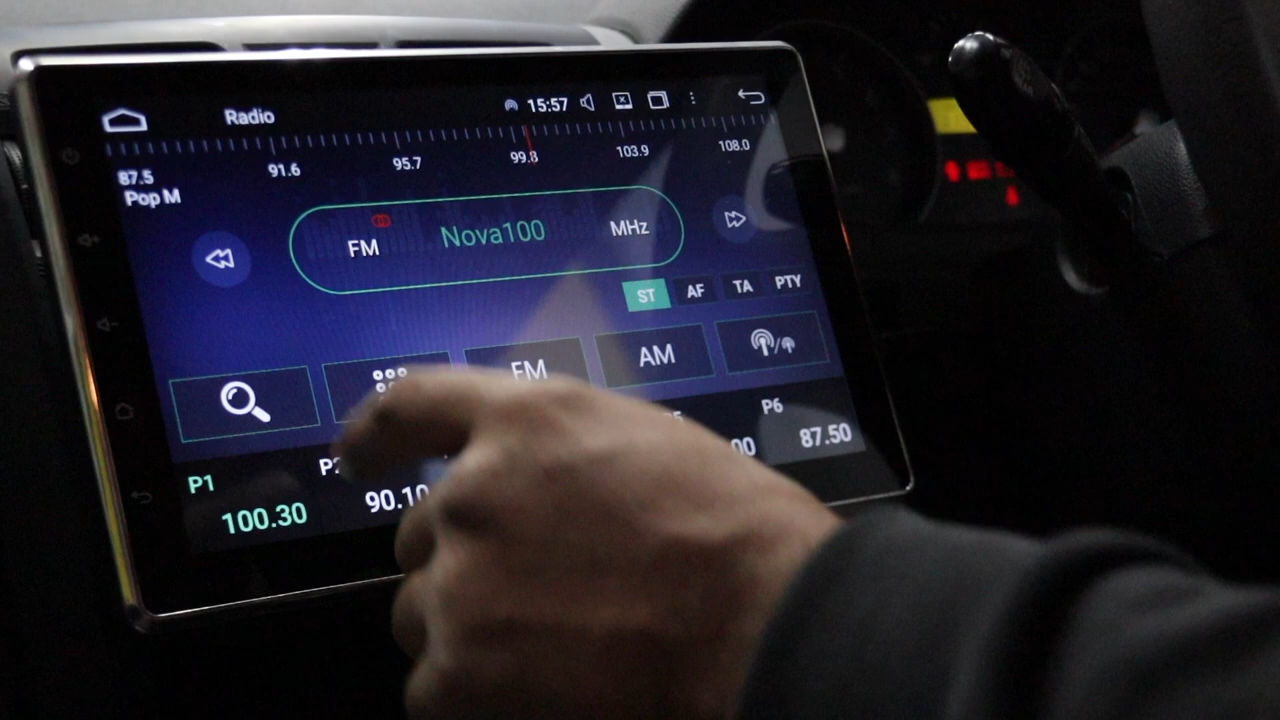 Radio 15:57
87.5 91.6 95.7 99.8 103.9 108.0
Pop M
FM Nova100 MHz
ST AF TA PTY
FM AM
P1 P6
100.30 90.10 87.50